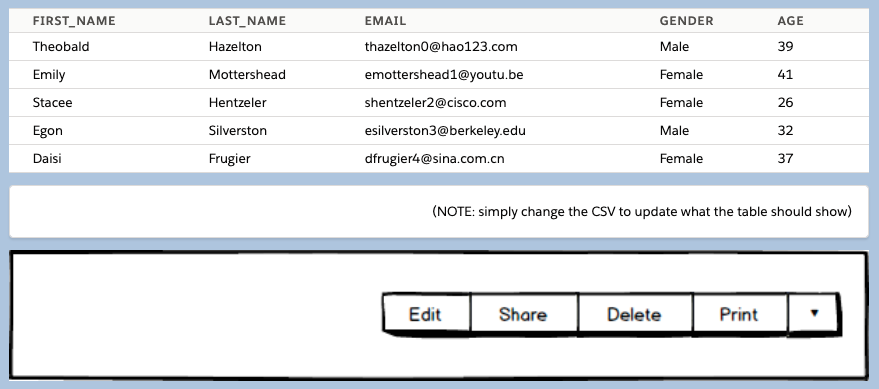 FIRST_NAME LAST_NAME EMAIL GENDER AGE
Theobald Hazelton thazelton0@hao123.com Male 39
Emily Mottershead emottershead1@youtu.be Female 41
Stacee Hentzeler shentzeler2@cisco.com Female 26
Egon Silverston esilverston3@berkeley.edu Male 32
Daisi Frugier dfrugier4@sina.com.cn Female 37
(NOTE: simply change the CSV to update what the table should show)
Edit Share Delete Print ▼